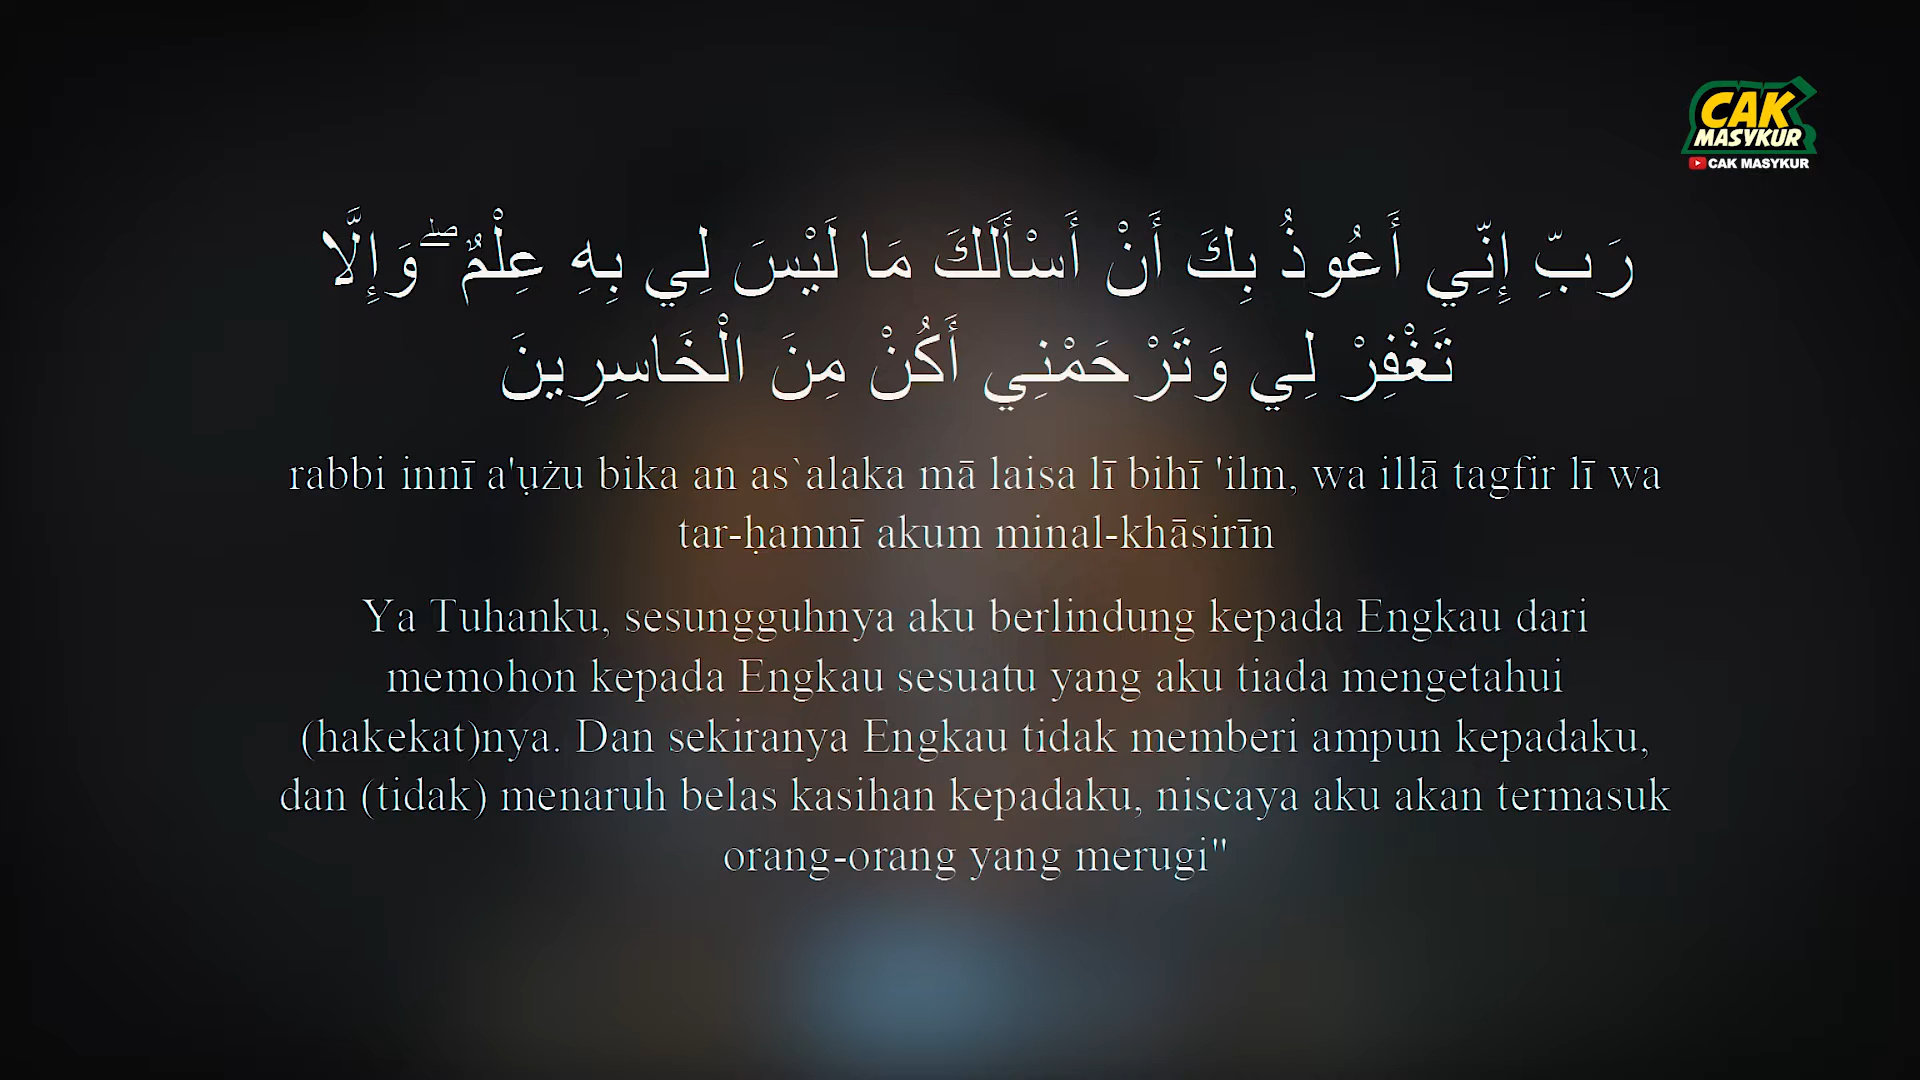 CAK
MASYKUR
CAK MASYKUR
رَبِّ إِنِّي أَعُوذُ بِكَ أَنْ أَسْأَلَكَ مَا لَيْسَ لِي بِهِ عِلْمٌ ۖ وَإِلَّا
تَغْفِرْ لِي وَتَرْحَمْنِي أَكُنْ مِنَ الْخَاسِرِينَ
rabbi innī a'ụżu bika an as`alaka mā laisa lī bihī 'ilm, wa illā tagfir lī wa
tar-ḥamnī akum minal-khāsirīn
Ya Tuhanku, sesungguhnya aku berlindung kepada Engkau dari
memohon kepada Engkau sesuatu yang aku tiada mengetahui
(hakekat)nya. Dan sekiranya Engkau tidak memberi ampun kepadaku,
dan (tidak) menaruh belas kasihan kepadaku, niscaya aku akan termasuk
orang-orang yang merugi"